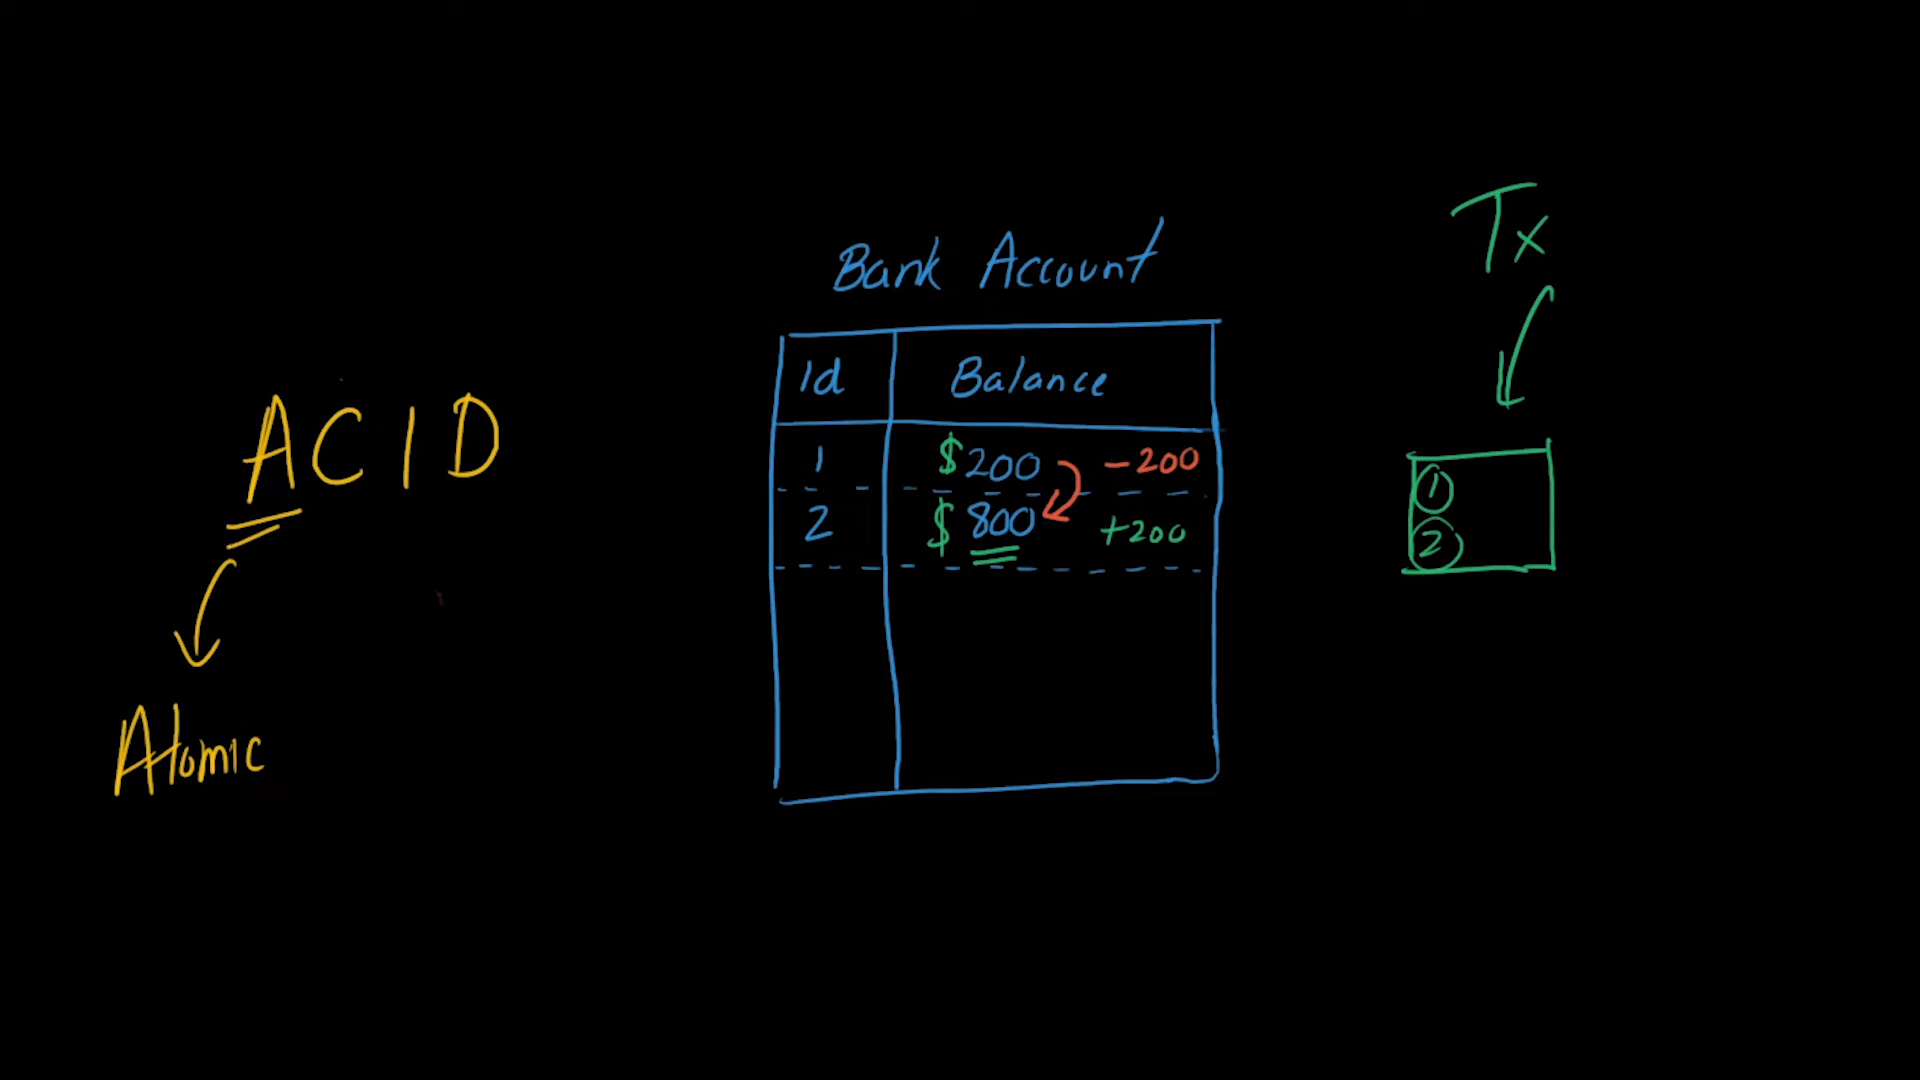 ACID
Atomic
Bank Account
Id Balance
1 $200 -200
2 $800 +200
Tx
1
2